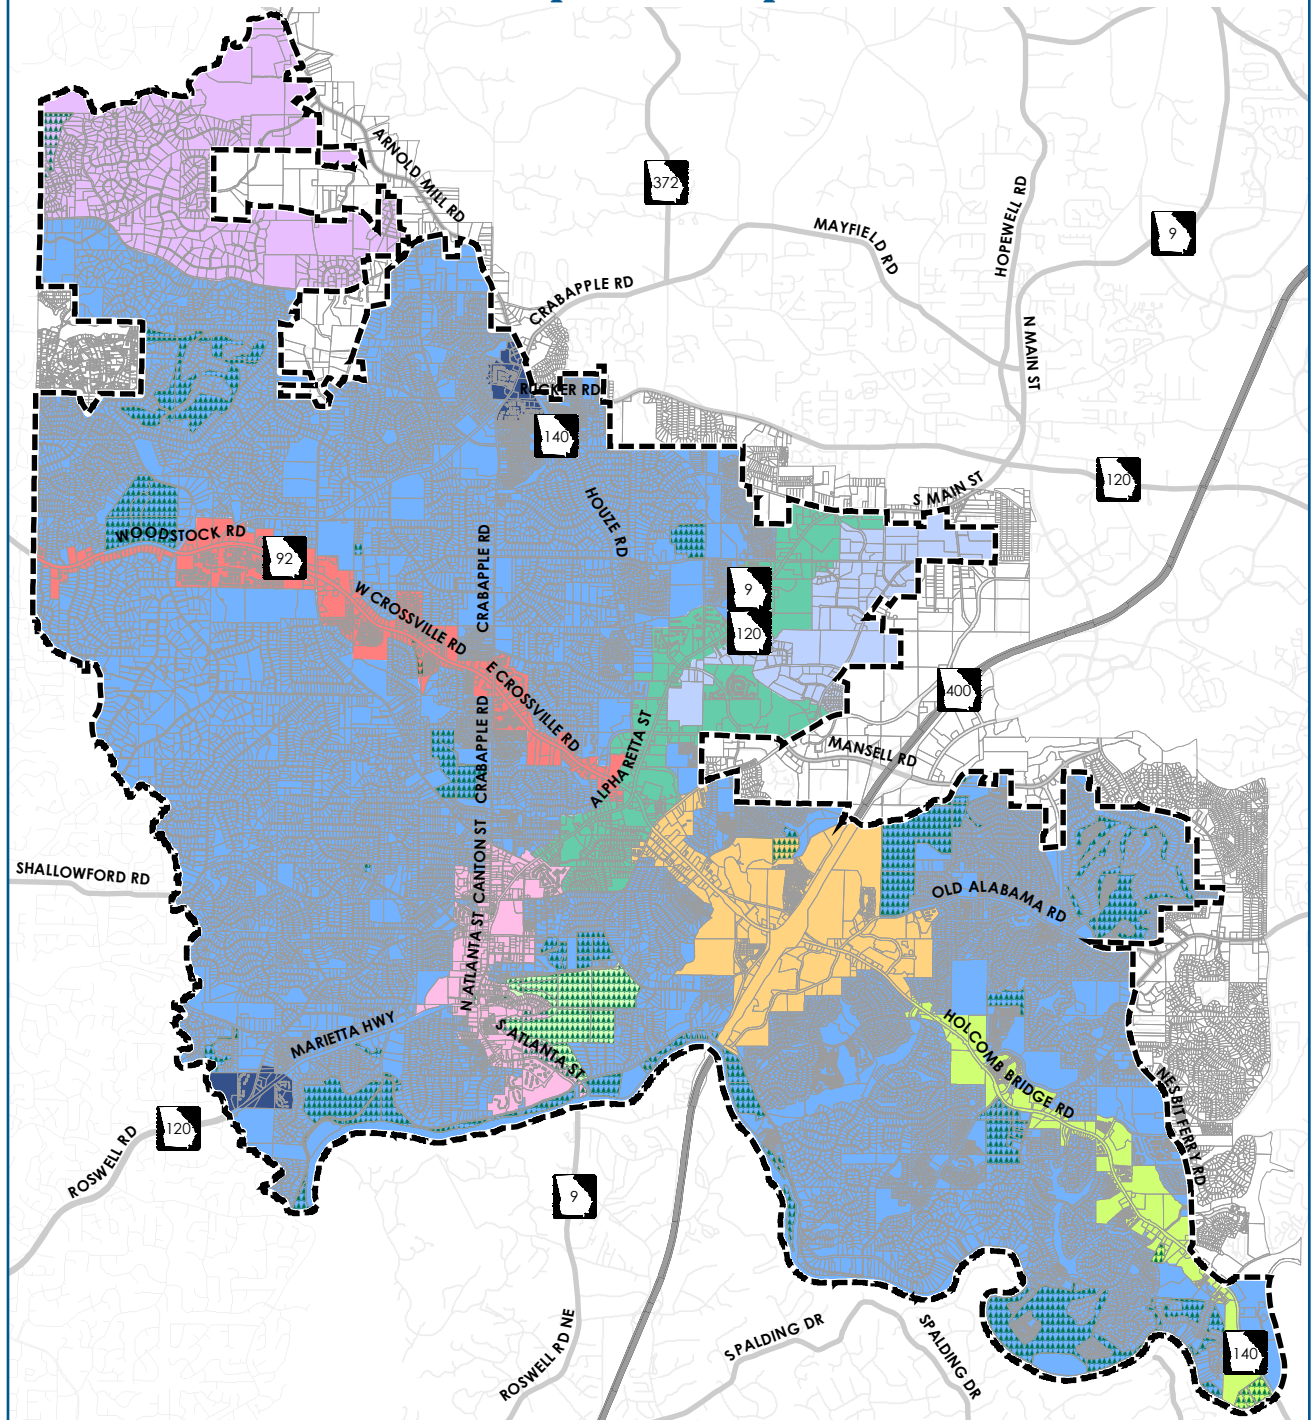 ARNOLD MILL RD
372
MAYFIELD RD
HOPEWELL RD
9
CRABAPPLE RD
N MAIN ST
RUCKER RD
140
120
S MAIN ST
HOUZE RD
WOODSTOCK RD
92
CRABAPPLE RD
9
120
W CROSSVILLE RD
E CROSSVILLE RD
400
CRABAPPLE RD
ALPHARETTA ST
MANSELL RD
SHALLOWFORD RD
CANTON ST
OLD ALABAMA RD
N ATLANTA ST
MARIETTA HWY
S ATLANTA ST
HOLCOMB BRIDGE RD
NESBIT FERRY RD
120
ROSWELL RD
9
ROSWELL RD NE
SPALDING DR
SPALDING DR
140